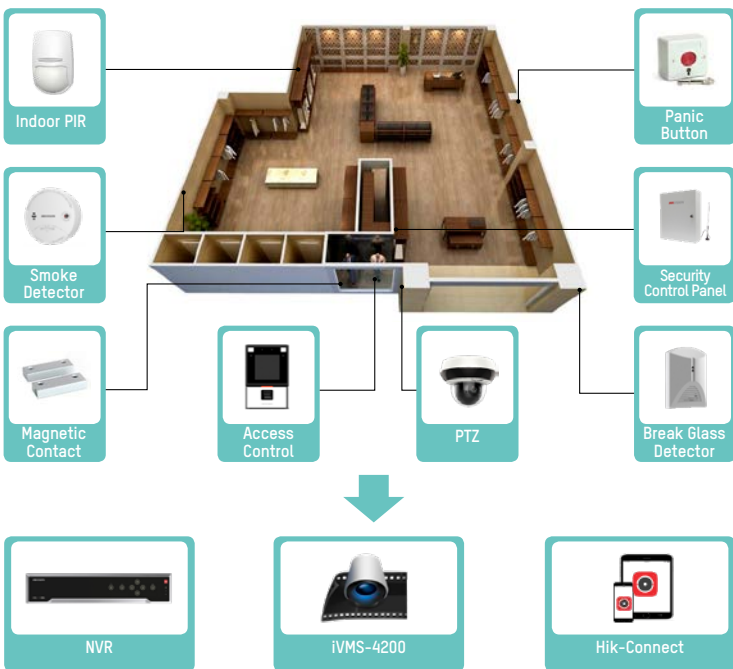 Indoor PIR
Panic
Button
Smoke
Detector
Security
Control Panel
Magnetic
Contact
Access
Control
PTZ
Break Glass
Detector
NVR
iVMS-4200
Hik-Connect